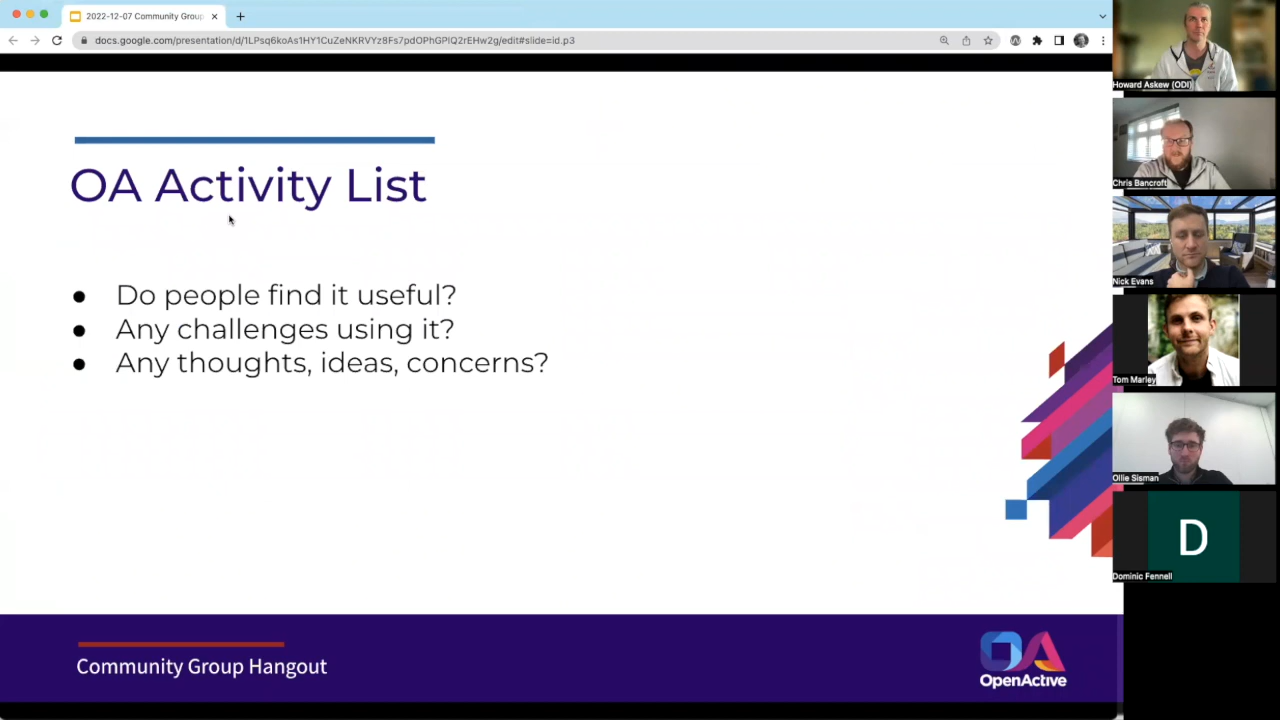 2022-12-07 Community Group
docs.google.com/presentation/d/1LPsq6koAs1HY1CuZeNKRVYz8Fs7pdOPhGPIQ2rEHw2g/edit#slide=id.p3
OA Activity List
Do people find it useful?
Any challenges using it?
Any thoughts, ideas, concerns?
Community Group Hangout
OA
OpenActive
Howard Askew (ODI)
Chris Bancroft
Nick Evans
Tom Marley
Ollie Sisman
D
Dominic Fennell